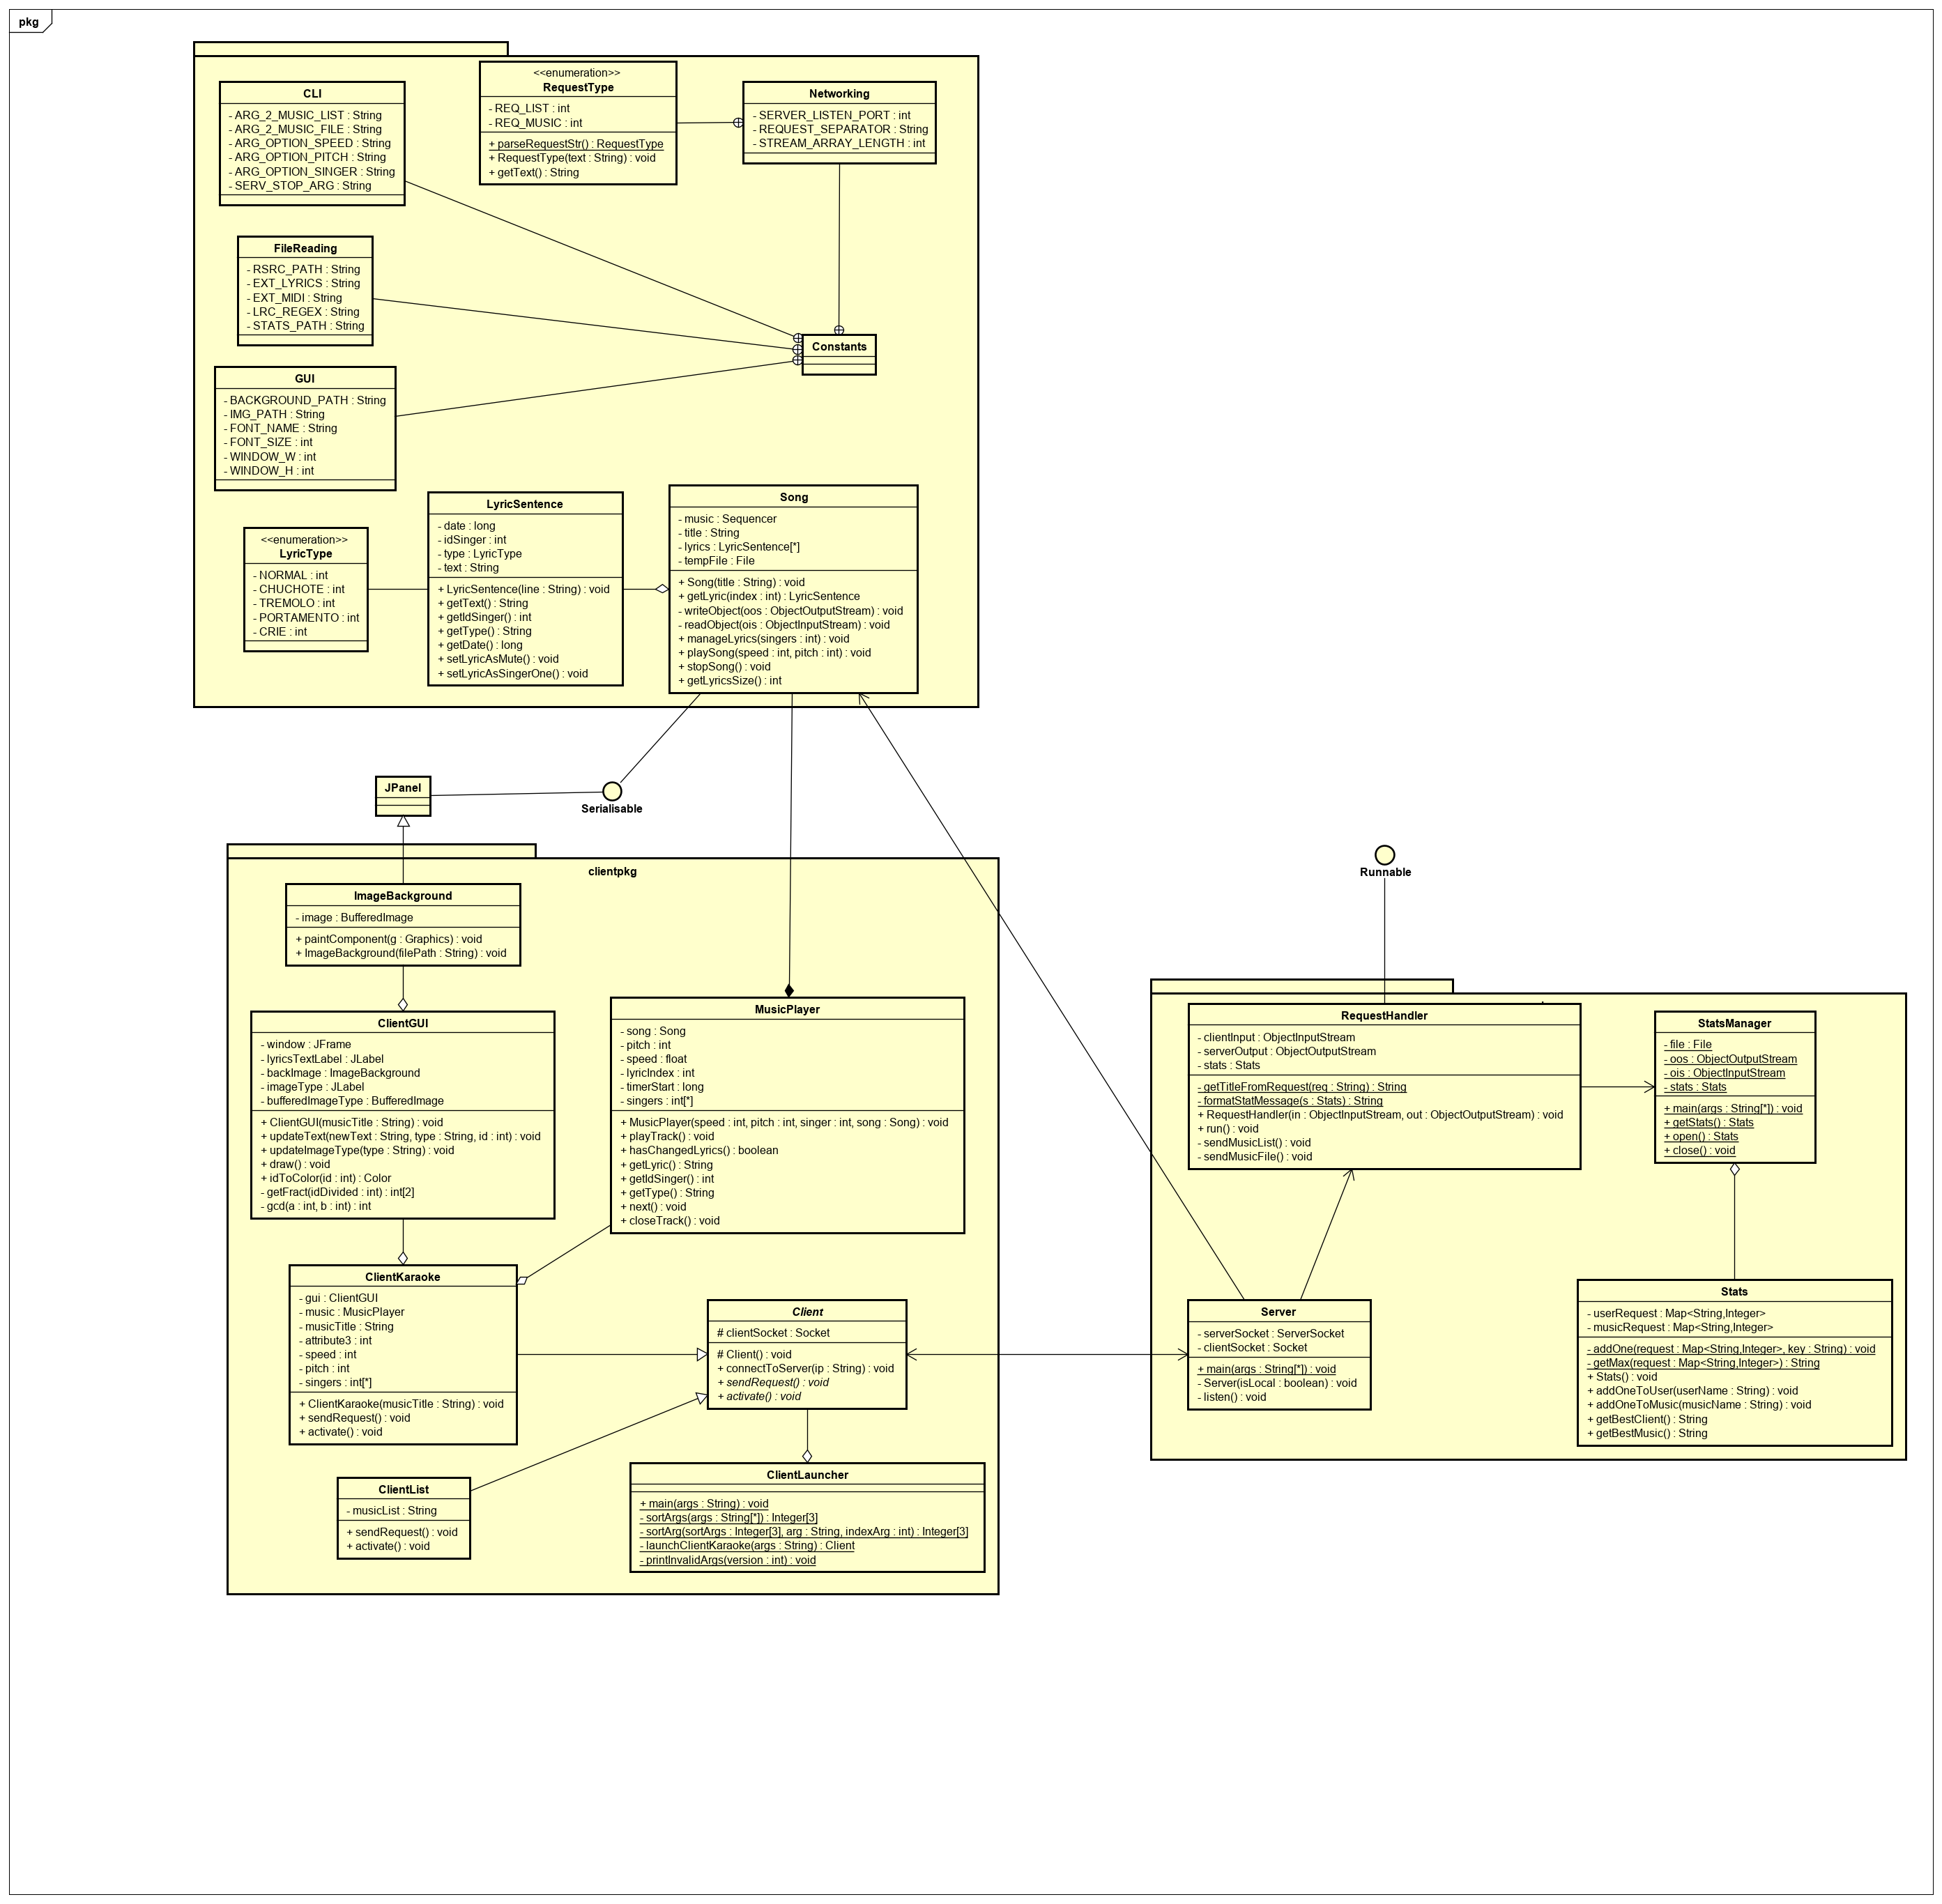 pkg
CLI
- ARG_2_MUSIC_LIST : String
- ARG_2_MUSIC_FILE : String
- ARG_OPTION_SPEED : String
- ARG_OPTION_PITCH : String
- ARG_OPTION_SINGER : String
- SERV_STOP_ARG : String
<<enumeration>>
RequestType
- REQ_LIST : int
- REQ_MUSIC : int
+ parseRequestStr() : RequestType
+ RequestType(text : String) : void
+ getText() : String
Networking
- SERVER_LISTEN_PORT : int
- REQUEST_SEPARATOR : String
- STREAM_ARRAY_LENGTH : int
FileReading
- RSRC_PATH : String
- EXT_LYRICS : String
- EXT_MIDI : String
- LRC_REGEX : String
- STATS_PATH : String
Constants
GUI
- BACKGROUND_PATH : String
- IMG_PATH : String
- FONT_NAME : String
- FONT_SIZE : int
- WINDOW_W : int
- WINDOW_H : int
<<enumeration>>
LyricType
- NORMAL : int
- CHUCHOTE : int
- TREMOLO : int
- PORTAMENTO : int
- CRIE : int
LyricSentence
- date : long
- idSinger : int
- type : LyricType
- text : String
+ LyricSentence(line : String) : void
+ getText() : String
+ getIdSinger() : int
+ getType() : String
+ getDate() : long
+ setLyricAsMute() : void
+ setLyricAsSingerOne() : void
Song
- music : Sequencer
- title : String
- lyrics : LyricSentence[*]
- tempFile : File
+ Song(title : String) : void
+ getLyric(index : int) : LyricSentence
- writeObject(oos : ObjectOutputStream) : void
- readObject(ois : ObjectInputStream) : void
+ manageLyrics(singers : int) : void
+ playSong(speed : int, pitch : int) : void
+ stopSong() : void
+ getLyricsSize() : int
JPanel
Serialisable
clientpkg
ImageBackground
- image : BufferedImage
+ paintComponent(g : Graphics) : void
+ ImageBackground(filePath : String) : void
ClientGUI
- window : JFrame
- lyricsTextLabel : JLabel
- backImage : ImageBackground
- imageType : JLabel
- bufferedImageType : BufferedImage
+ ClientGUI(musicTitle : String) : void
+ updateText(newText : String, type : String, id : int) : void
+ updateImageType(type : String) : void
+ draw() : void
+ idToColor(id : int) : Color
- getFract(idDivided : int) : int[2]
- gcd(a : int, b : int) : int
MusicPlayer
- song : Song
- pitch : int
- speed : float
- lyricIndex : int
- timerStart : long
- singers : int[*]
+ MusicPlayer(speed : int, pitch : int, singer : int, song : Song) : void
+ playTrack() : void
+ hasChangedLyrics() : boolean
+ getLyric() : String
+ getIdSinger() : int
+ getType() : String
+ next() : void
+ closeTrack() : void
ClientKaraoke
- gui : ClientGUI
- music : MusicPlayer
- musicTitle : String
- attribute3 : int
- speed : int
- pitch : int
- singers : int[*]
+ ClientKaraoke(musicTitle : String) : void
+ sendRequest() : void
+ activate() : void
Client
# clientSocket : Socket
# Client() : void
+ connectToServer(ip : String) : void
+ sendRequest() : void
+ activate() : void
ClientList
- musicList : String
+ sendRequest() : void
+ activate() : void
ClientLauncher
+ main(args : String) : void
- sortArgs(args : String[*]) : Integer[3]
- sortArg(sortArgs : Integer[3], arg : String, indexArg : int) : Integer[3]
- launchClientKaraoke(args : String) : Client
- printInvalidArgs(version : int) : void
Runnable
RequestHandler
- clientInput : ObjectInputStream
- serverOutput : ObjectOutputStream
- stats : Stats
- getTitleFromRequest(req : String) : String
- formatStatMessage(s : Stats) : String
+ RequestHandler(in : ObjectInputStream, out : ObjectOutputStream) : void
+ run() : void
- sendMusicList() : void
- sendMusicFile() : void
StatsManager
- file : File
- oos : ObjectOutputStream
- ois : ObjectInputStream
- stats : Stats
+ main(args : String[*]) : void
+ getStats() : Stats
+ open() : Stats
+ close() : void
Server
- serverSocket : ServerSocket
- clientSocket : Socket
+ main(args : String[*]) : void
- Server(isLocal : boolean) : void
- listen() : void
Stats
- userRequest : Map<String,Integer>
- musicRequest : Map<String,Integer>
- addOne(request : Map<String,Integer>, key : String) : void
- getMax(request : Map<String,Integer>) : String
+ Stats() : void
+ addOneToUser(userName : String) : void
+ addOneToMusic(musicName : String) : void
+ getBestClient() : String
+ getBestMusic() : String